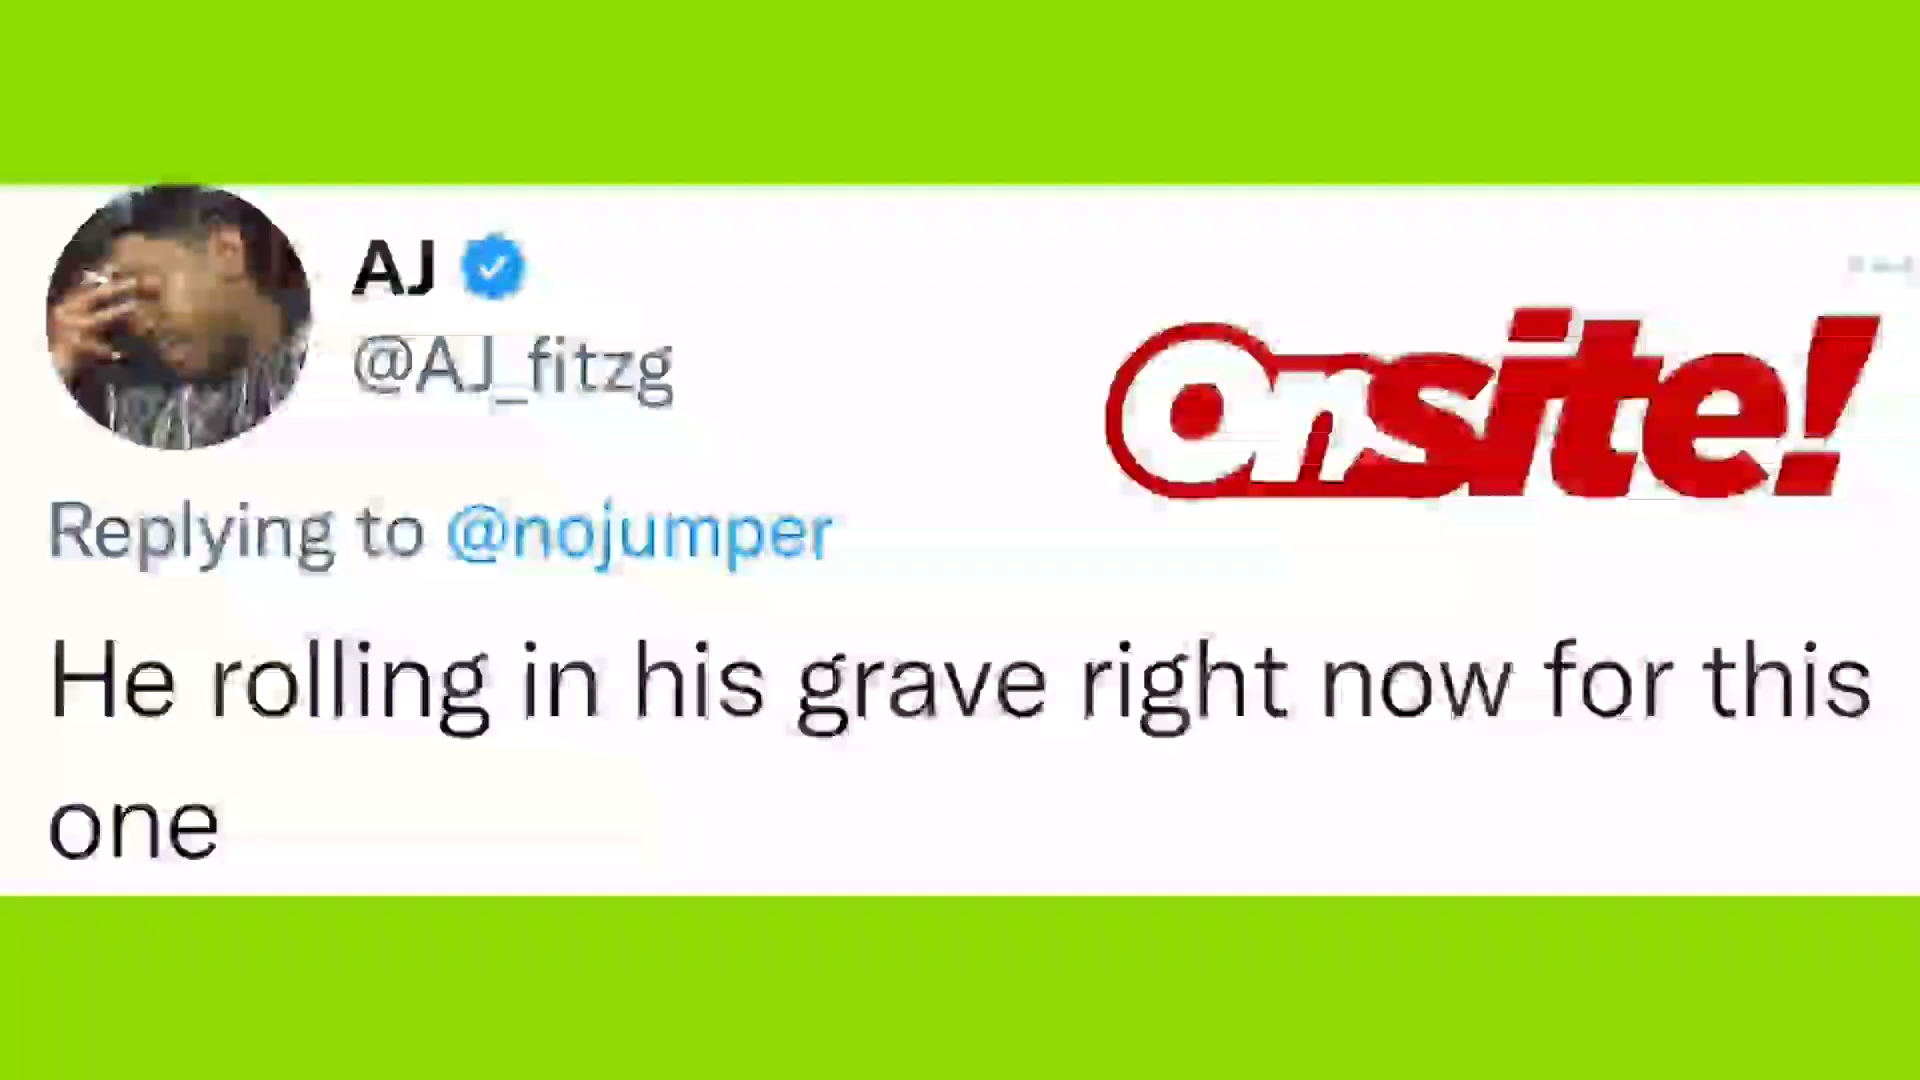 AJ
@AJ_fitzg
Onsite!
Replying to @nojumper
He rolling in his grave right now for this
one